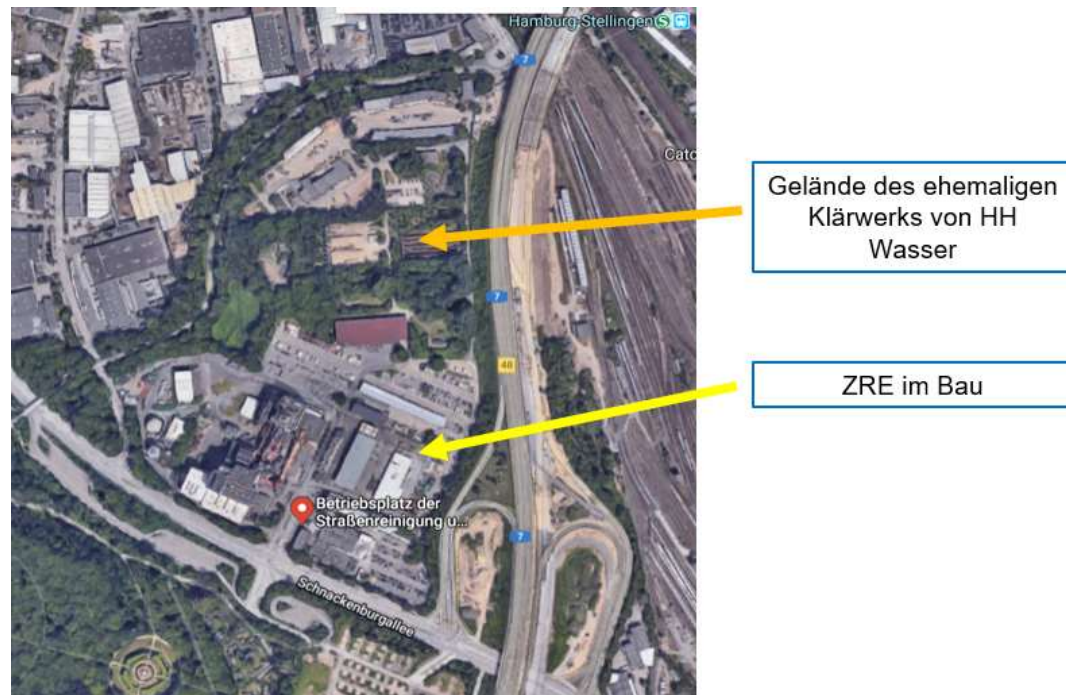 Hamburg-Stellingen S
7
Catc
Gelände des ehemaligen
Klärwerks von HH
Wasser
7
48
ZRE im Bau
Betriebsplatz der
Straßenreinigung u...
7
Schnackenburgallee